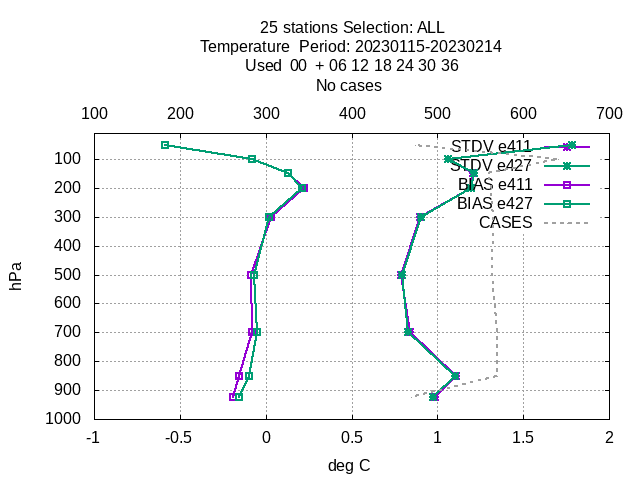 25 stations Selection: ALL
Temperature  Period: 20230115-20230214
Used  00  + 06 12 18 24 30 36
No cases
100 200 300 400 500 600 700
STDV e411
STDV e427
BIAS e411
BIAS e427
CASES
100
200
300
400
500
600
700
800
900
1000
hPa
-1 -0.5 0 0.5 1 1.5 2
deg C